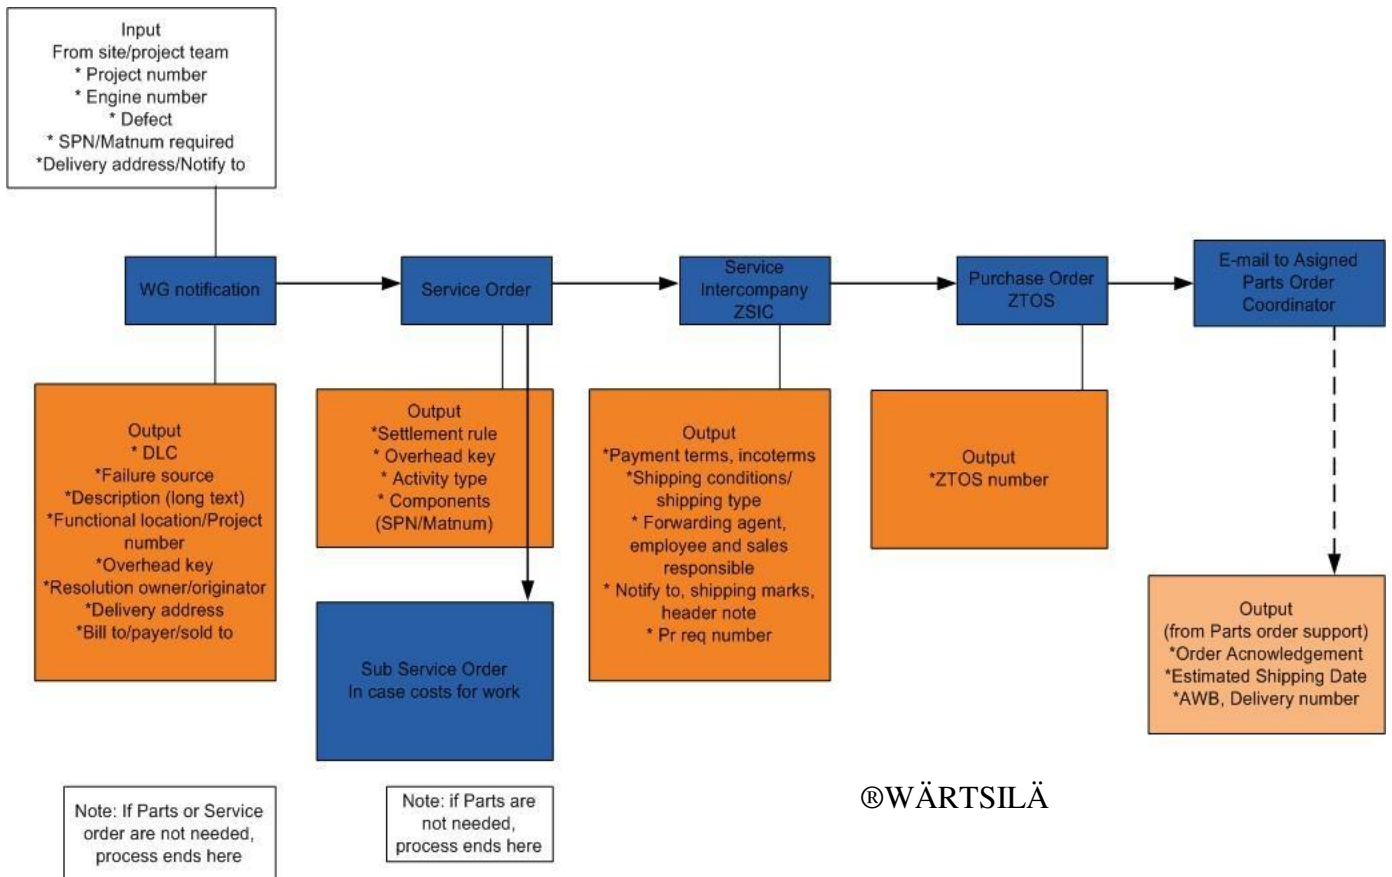 Input
From site/project team
* Project number
* Engine number
* Defect
* SPN/Matnum required
*Delivery address/Notify to
WG notification
Service Order
Service
Intercompany
ZSIC
Purchase Order
ZTOS
E-mail to Asigned
Parts Order
Coordinator
Output
* DLC
*Failure source
*Description (long text)
*Functional location/Project
number
*Overhead key
*Resolution owner/originator
*Delivery address
*Bill to/payer/sold to
Output
*Settlement rule
* Overhead key
* Activity type
* Components
(SPN/Matnum)
Output
*Payment terms, incoterms
*Shipping conditions/
shipping type
* Forwarding agent,
employee and sales
responsible
* Notify to, shipping marks,
header note
* Pr req number
Output
*ZTOS number
Sub Service Order
In case costs for work
Output
(from Parts order support)
*Order Acnowledgement
*Estimated Shipping Date
*AWB, Delivery number
Note: If Parts or Service
order are not needed,
process ends here
Note: if Parts are
not needed,
process ends here
®WÄRTSILÄ